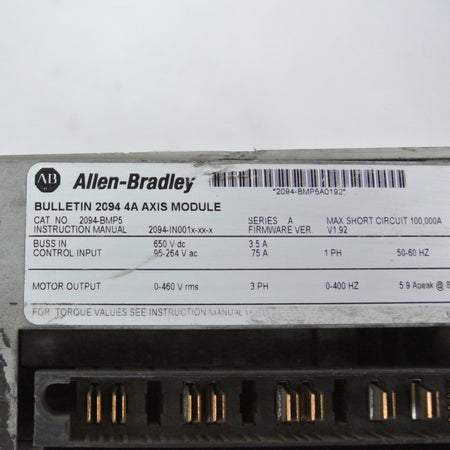 AB Allen-Bradley
*2094-BMP5A0192*
BULLETIN 2094 4A AXIS MODULE
CAT. NO. 2094-BMP5 SERIES A MAX SHORT CIRCUIT 100,000A
INSTRUCTION MANUAL 2094-IN001x-xx-x FIRMWARE VER. V1.92
BUSS IN 650 V dc 3.5 A
CONTROL INPUT 95-264 V ac 75 A 1 PH 50-60 HZ
MOTOR OUTPUT 0-460 V rms 3 PH 0-400 HZ 5.9 Apeak @
FOR TORQUE VALUES SEE INSTRUCTION MANUAL